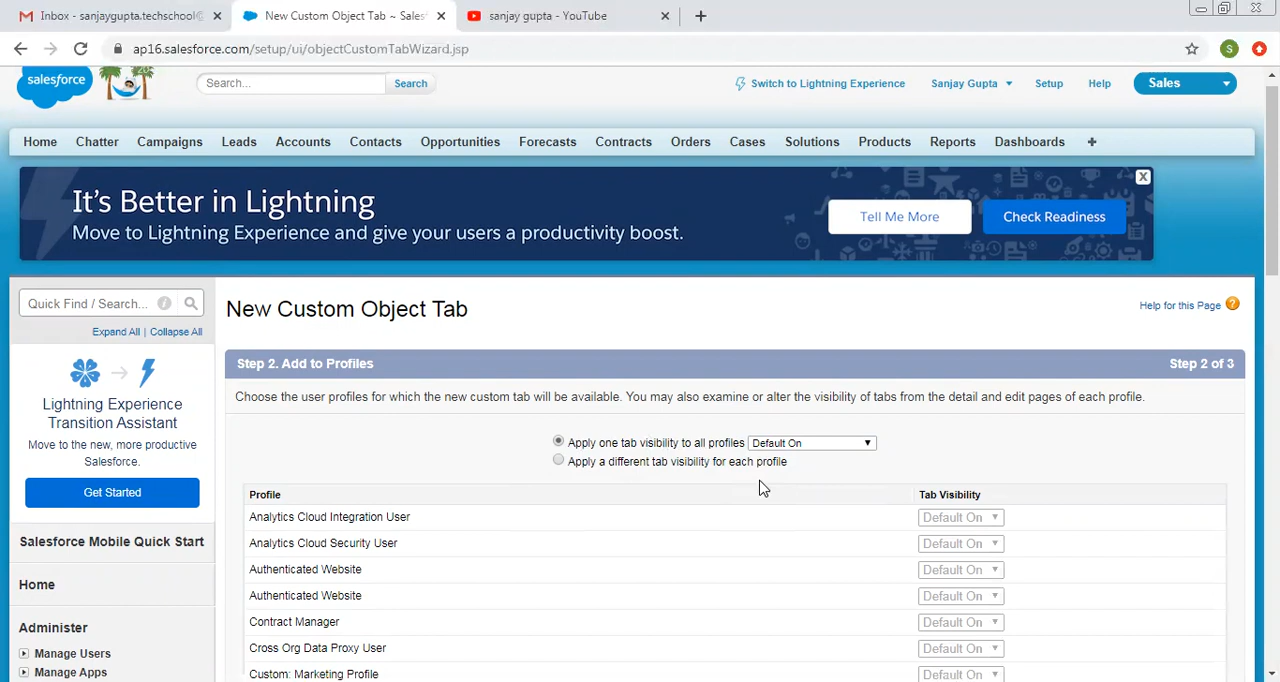 Inbox - sanjaygupta.techschool@
New Custom Object Tab ~ Sales
sanjay gupta - YouTube
ap16.salesforce.com/setup/ui/objectCustomTabWizard.jsp
S
salesforce
Search...
Search
Switch to Lightning Experience
Sanjay Gupta
Setup
Help
Sales
Home
Chatter
Campaigns
Leads
Accounts
Contacts
Opportunities
Forecasts
Contracts
Orders
Cases
Solutions
Products
Reports
Dashboards
It's Better in Lightning
Move to Lightning Experience and give your users a productivity boost.
Tell Me More
Check Readiness
X
Quick Find / Search...
Expand All | Collapse All
Lightning Experience
Transition Assistant
Move to the new, more productive
Salesforce.
Get Started
Salesforce Mobile Quick Start
Home
Administer
Manage Users
Manage Apps
New Custom Object Tab
Help for this Page
Step 2. Add to Profiles
Step 2 of 3
Choose the user profiles for which the new custom tab will be available. You may also examine or alter the visibility of tabs from the detail and edit pages of each profile.
Apply one tab visibility to all profiles Default On
Apply a different tab visibility for each profile
Profile Tab Visibility
Analytics Cloud Integration User Default On
Analytics Cloud Security User Default On
Authenticated Website Default On
Authenticated Website Default On
Contract Manager Default On
Cross Org Data Proxy User Default On
Custom: Marketing Profile Default On